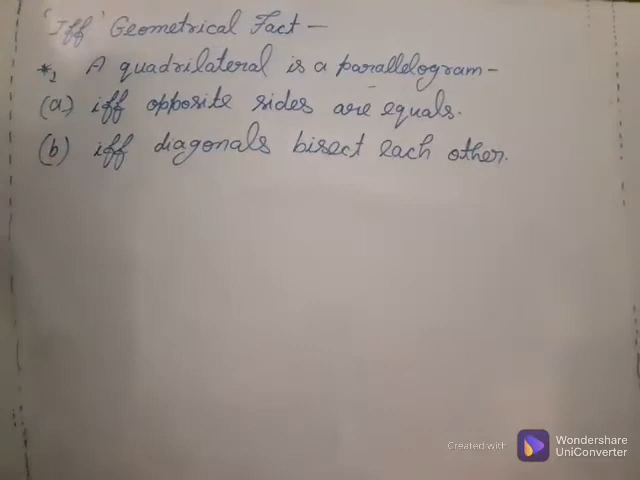 'Iff' Geometrical Fact –
*1 A quadrilateral is a parallelogram –
(a) iff opposite sides are equals.
(b) iff diagonals bisect each other.
Created with
Wondershare
UniConverter